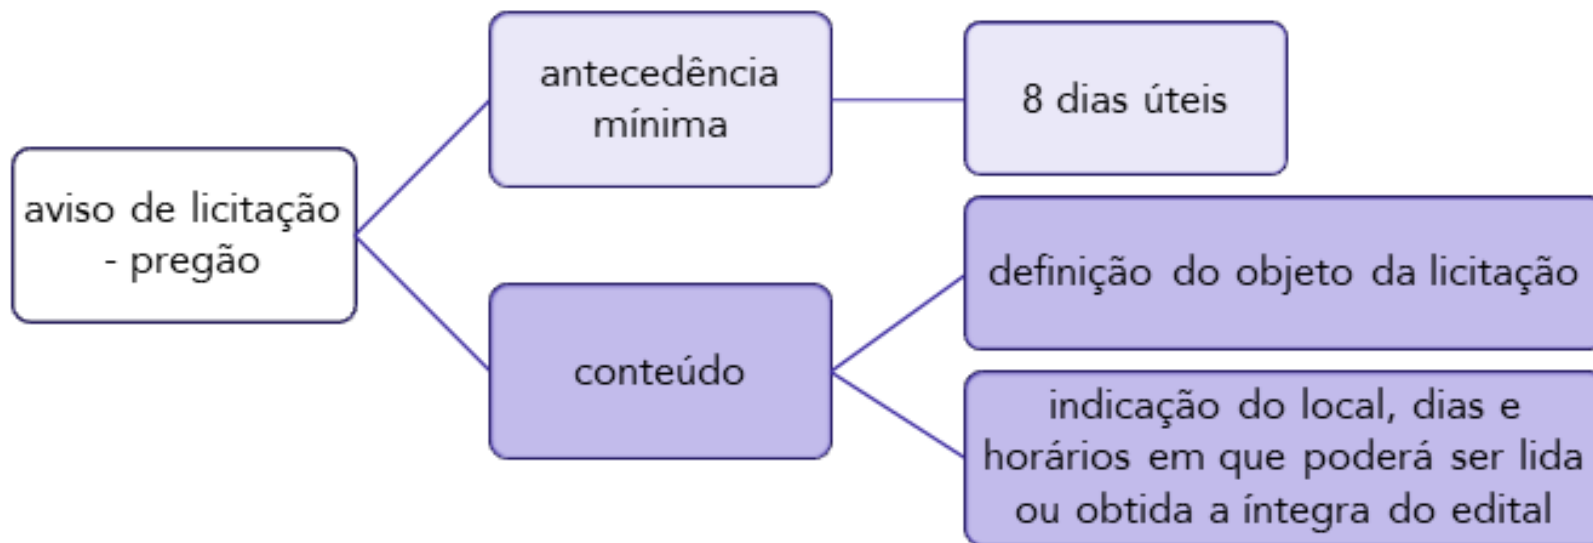 aviso de licitação
- pregão
antecedência
mínima
8 dias úteis
conteúdo
definição do objeto da licitação
indicação do local, dias e
horários em que poderá ser lida
ou obtida a íntegra do edital